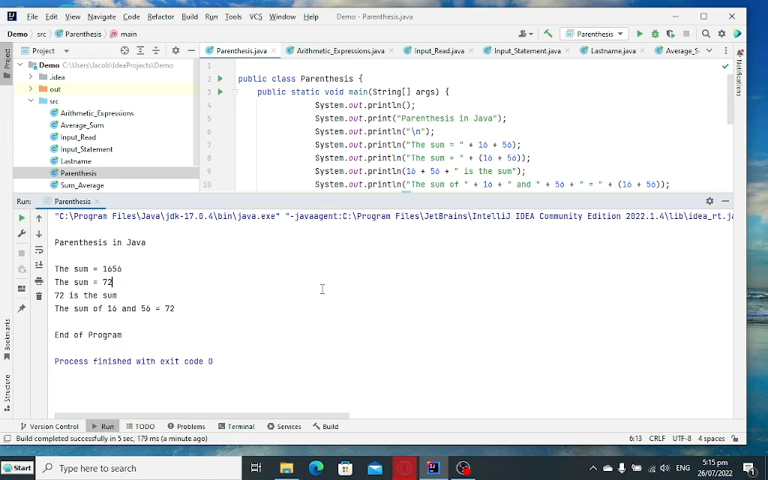 File Edit View Navigate Code Refactor Build Run Tools VCS Window Help Demo - Parenthesis.java
Demo src Parenthesis main Parenthesis
Project
Parenthesis.java Arithmetic_Expressions.java Input_Read.java Input_Statement.java Lastname.java Average_S
Demo C:\Users\Jacob\IdeaProjects\Demo
.idea
out
src
Arithmetic_Expressions
Average_Sum
Input_Read
Input_Statement
Lastname
Parenthesis
Sum_Average
1
2 public class Parenthesis {
3 public static void main(String[] args) {
4 System.out.println();
5 System.out.print("Parenthesis in Java");
6 System.out.println("\n");
7 System.out.println("The sum = " + 16 + 56);
8 System.out.println("The sum = " + (16 + 56));
9 System.out.println(16 + 56 + " is the sum");
10 System.out.println("The sum of " + 16 + " and " + 56 + " = " + (16 + 56));
Project
Notifications
Run: Parenthesis
"C:\Program Files\Java\jdk-17.0.4\bin\java.exe" "-javaagent:C:\Program Files\JetBrains\IntelliJ IDEA Community Edition 2022.1.4\lib\idea_rt.ja
Parenthesis in Java
The sum = 1656
The sum = 72
72 is the sum
The sum of 16 and 56 = 72
End of Program
Process finished with exit code 0
Bookmarks
Structure
Version Control Run TODO Problems Terminal Services Build
Build completed successfully in 5 sec, 179 ms (a minute ago) 6:13 CRLF UTF-8 4 spaces
Start Type here to search ENG 5:15 pm
26/07/2022